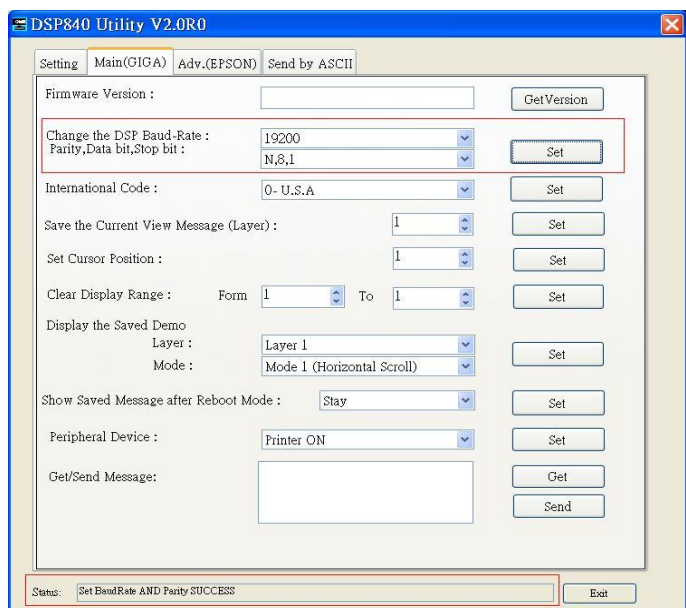 DSP840 Utility V2.0R0
Setting Main(GIGA) Adv.(EPSON) Send by ASCII
Firmware Version : GetVersion
Change the DSP Baud-Rate : 19200
Parity,Data bit,Stop bit : N,8,1 Set
International Code : 0- U.S.A Set
Save the Current View Message (Layer) : 1 Set
Set Cursor Position : 1 Set
Clear Display Range : Form 1 To 1 Set
Display the Saved Demo
Layer : Layer 1
Mode : Mode 1 (Horizontal Scroll) Set
Show Saved Message after Reboot Mode : Stay Set
Peripheral Device : Printer ON Set
Get/Send Message: Get
Send
Status: Set BaudRate AND Parity SUCCESS Exit